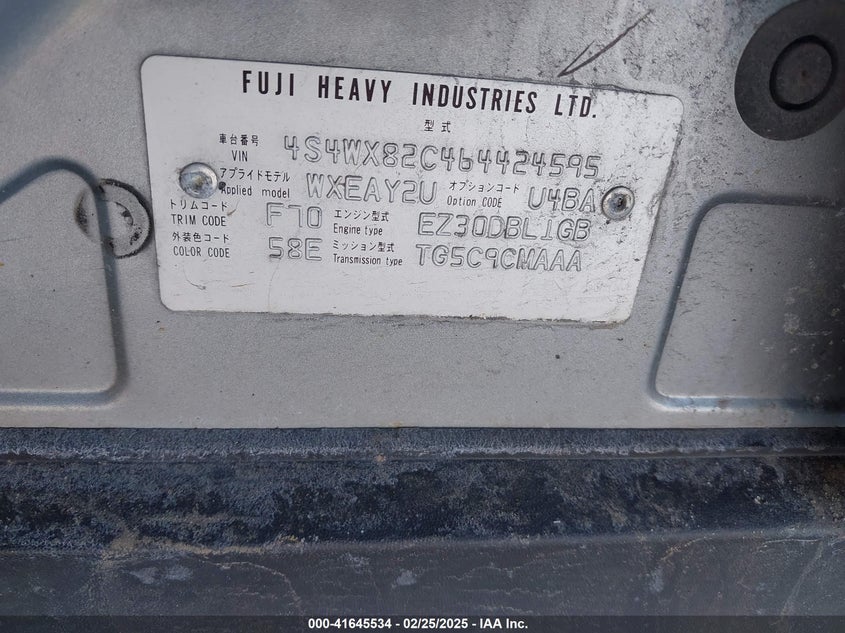 FUJI HEAVY INDUSTRIES LTD.
型式
車台番号 VIN 4S4WX82C464424595
アプライドモデル Applied model WXEAY2U オプションコード Option CODE U4BA
トリムコード TRIM CODE F70 エンジン型式 Engine type EZ30DBL1GB
外装色コード COLOR CODE 58E ミッション型式 Transmission type TG5C9CMAAA
000-41645534 - 02/25/2025 - IAA Inc.